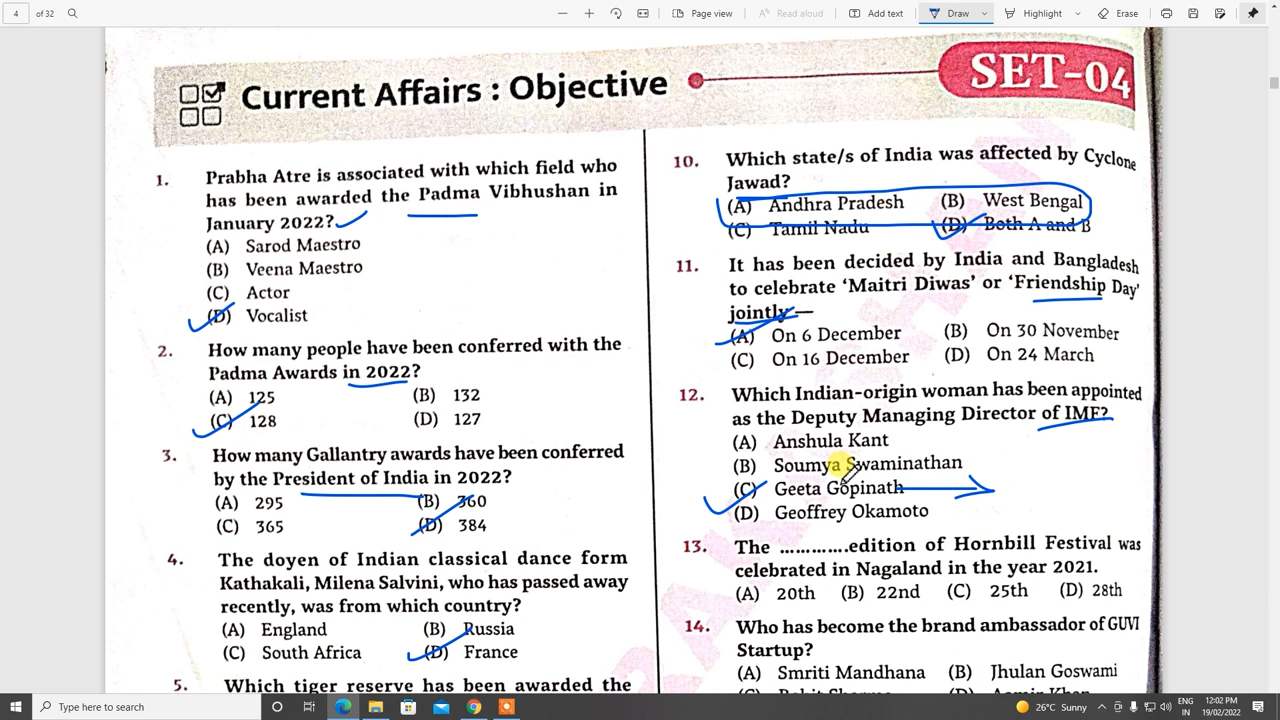 4 of 32
Page view
Read aloud
Add text
Draw
Highlight
Erase
Current Affairs : Objective
SET-04
1. Prabha Atre is associated with which field who
has been awarded the Padma Vibhushan in
January 2022?
(A) Sarod Maestro
(B) Veena Maestro
(C) Actor
(D) Vocalist
2. How many people have been conferred with the
Padma Awards in 2022?
(A) 125 (B) 132
(C) 128 (D) 127
3. How many Gallantry awards have been conferred
by the President of India in 2022?
(A) 295 (B) 360
(C) 365 (D) 384
4. The doyen of Indian classical dance form
Kathakali, Milena Salvini, who has passed away
recently, was from which country?
(A) England (B) Russia
(C) South Africa (D) France
5. Which tiger reserve has been awarded the
10. Which state/s of India was affected by Cyclone
Jawad?
(A) Andhra Pradesh (B) West Bengal
(C) Tamil Nadu (D) Both A and B
11. It has been decided by India and Bangladesh
to celebrate ‘Maitri Diwas’ or ‘Friendship Day’
jointly—
(A) On 6 December (B) On 30 November
(C) On 16 December (D) On 24 March
12. Which Indian-origin woman has been appointed
as the Deputy Managing Director of IMF?
(A) Anshula Kant
(B) Soumya Swaminathan
(C) Geeta Gopinath
(D) Geoffrey Okamoto
13. The ............edition of Hornbill Festival was
celebrated in Nagaland in the year 2021.
(A) 20th (B) 22nd (C) 25th (D) 28th
14. Who has become the brand ambassador of GUVI
Startup?
(A) Smriti Mandhana (B) Jhulan Goswami
Type here to search
26°C Sunny
ENG
IN
12:02 PM
19/02/2022